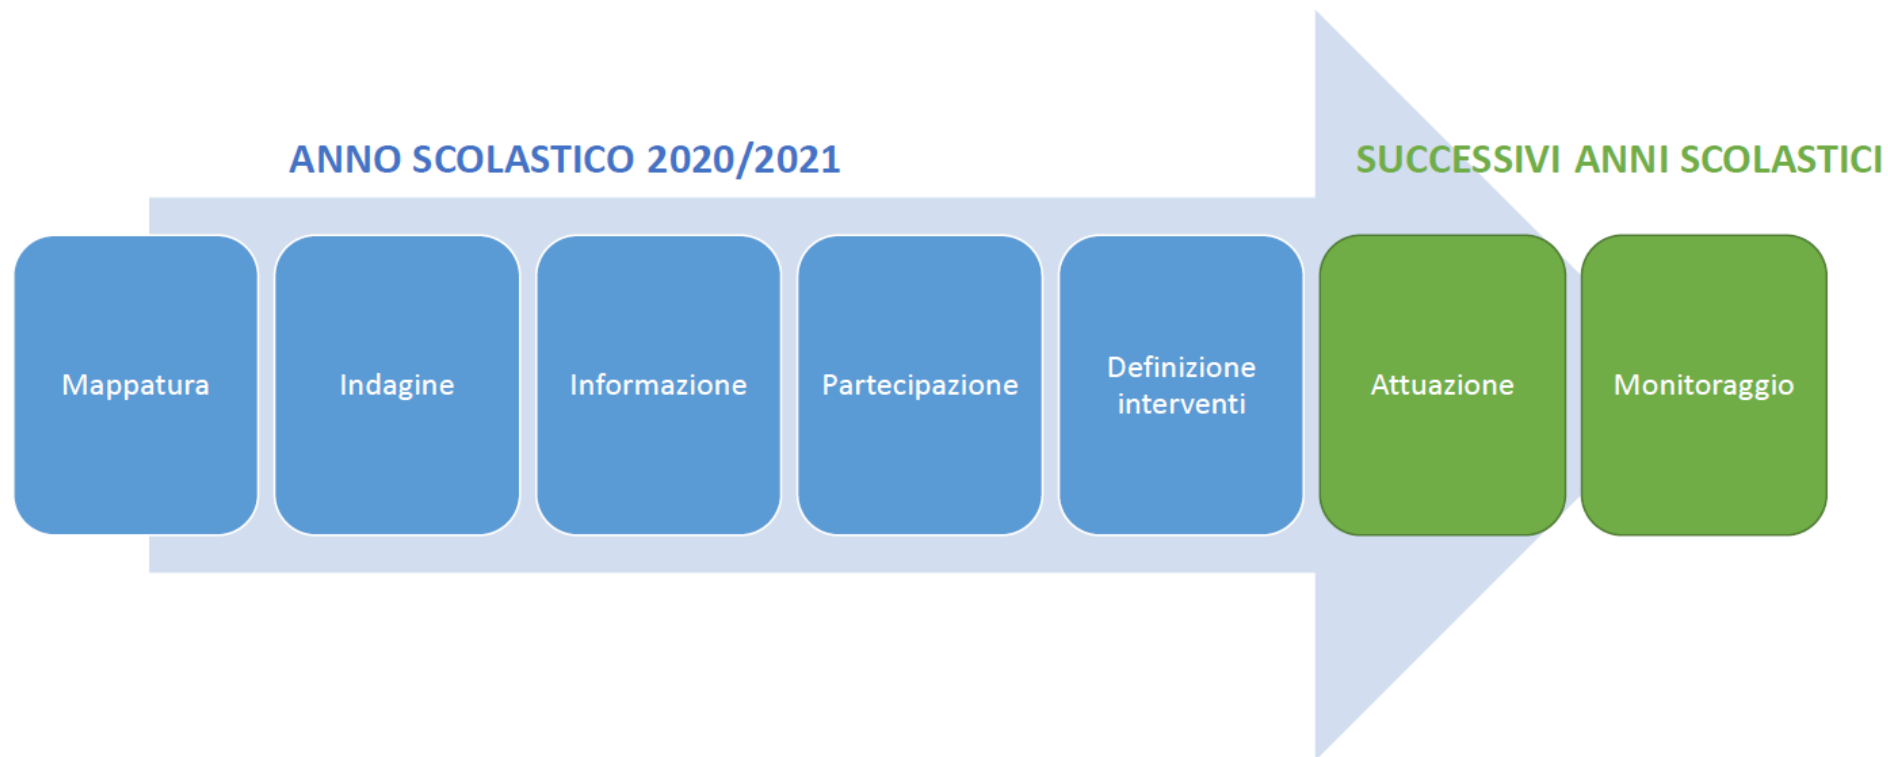 ANNO SCOLASTICO 2020/2021
SUCCESSIVI ANNI SCOLASTICI
Mappatura
Indagine
Informazione
Partecipazione
Definizione
interventi
Attuazione
Monitoraggio